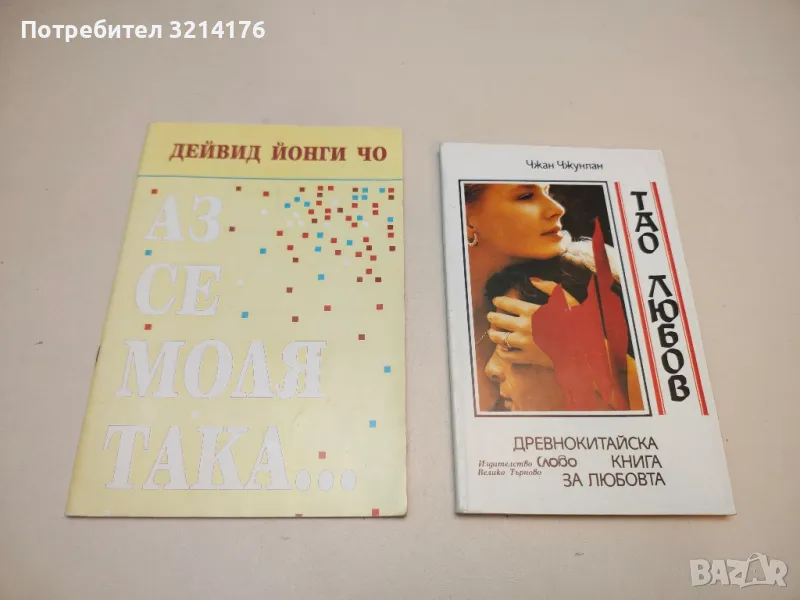 Потребител 3214176
ДЕЙВИД ЙОНГИ ЧО
АЗ
СЕ
МОЛЯ
ТАКА...
Чжан Чжунлан
ТАО ЛЮБОВ
ДРЕВНОКИТАЙСКА
КНИГА
ЗА ЛЮБОВТА
Издателство Слово
Велико Търново
BAZAR